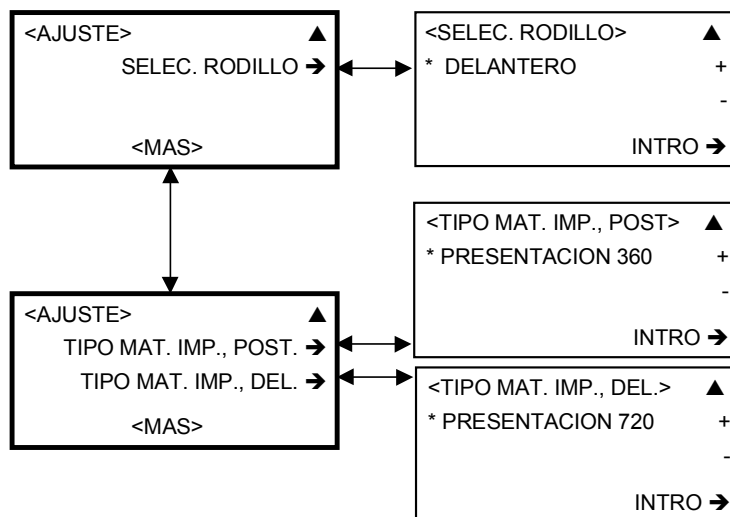 <AJUSTE> ▲
SELEC. RODILLO ➔
<MAS>
<SELEC. RODILLO> ▲
* DELANTERO +
-
INTRO ➔
<AJUSTE> ▲
TIPO MAT. IMP., POST. ➔
TIPO MAT. IMP., DEL. ➔
<MAS>
<TIPO MAT. IMP., POST> ▲
* PRESENTACION 360 +
-
INTRO ➔
<TIPO MAT. IMP., DEL.> ▲
* PRESENTACION 720 +
-
INTRO ➔